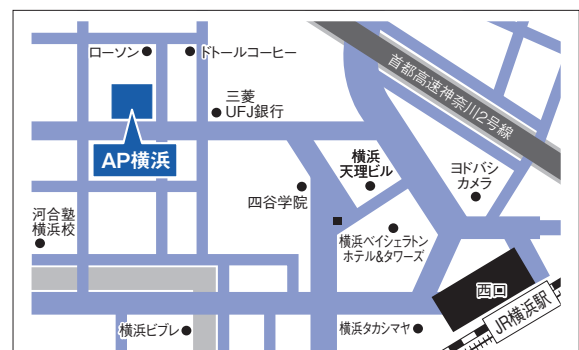 ローソン
ドトールコーヒー
首都高速神奈川2号線
三菱
UFJ銀行
AP横浜
横浜
天理ビル
ヨドバシ
カメラ
四谷学院
河合塾
横浜校
横浜ベイシェラトン
ホテル&タワーズ
西口
JR横浜駅
横浜ビブレ
横浜タカシマヤ